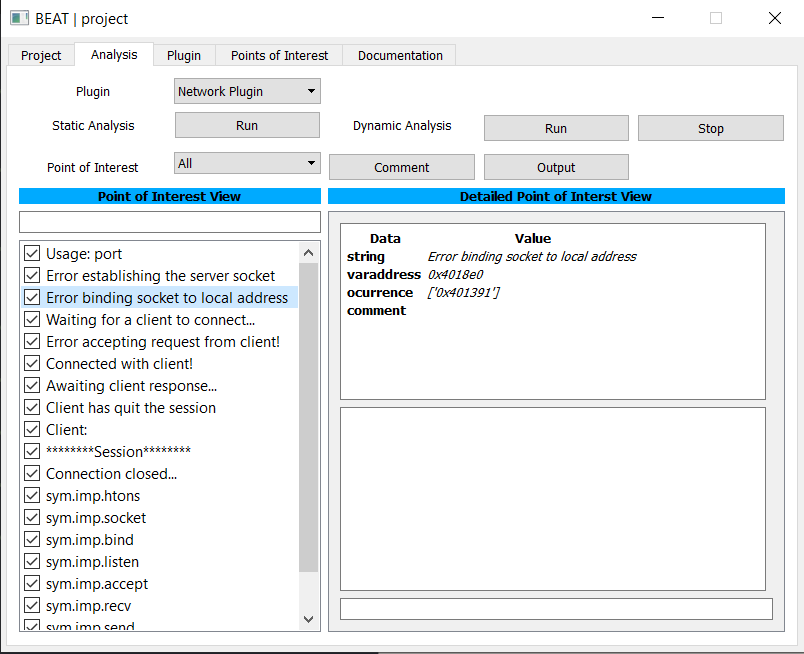 BEAT | project
Project Analysis Plugin Points of Interest Documentation
Plugin Network Plugin
Static Analysis Run Dynamic Analysis Run Stop
Point of Interest All Comment Output
Point of Interest View Detailed Point of Interst View
Usage: port
Error establishing the server socket
Error binding socket to local address
Waiting for a client to connect...
Error accepting request from client!
Connected with client!
Awaiting client response...
Client has quit the session
Client:
********Session********
Connection closed...
sym.imp.htons
sym.imp.socket
sym.imp.bind
sym.imp.listen
sym.imp.accept
sym.imp.recv
sym.imp.send
Data Value
string Error binding socket to local address
varaddress 0x4018e0
ocurrence ['0x401391']
comment